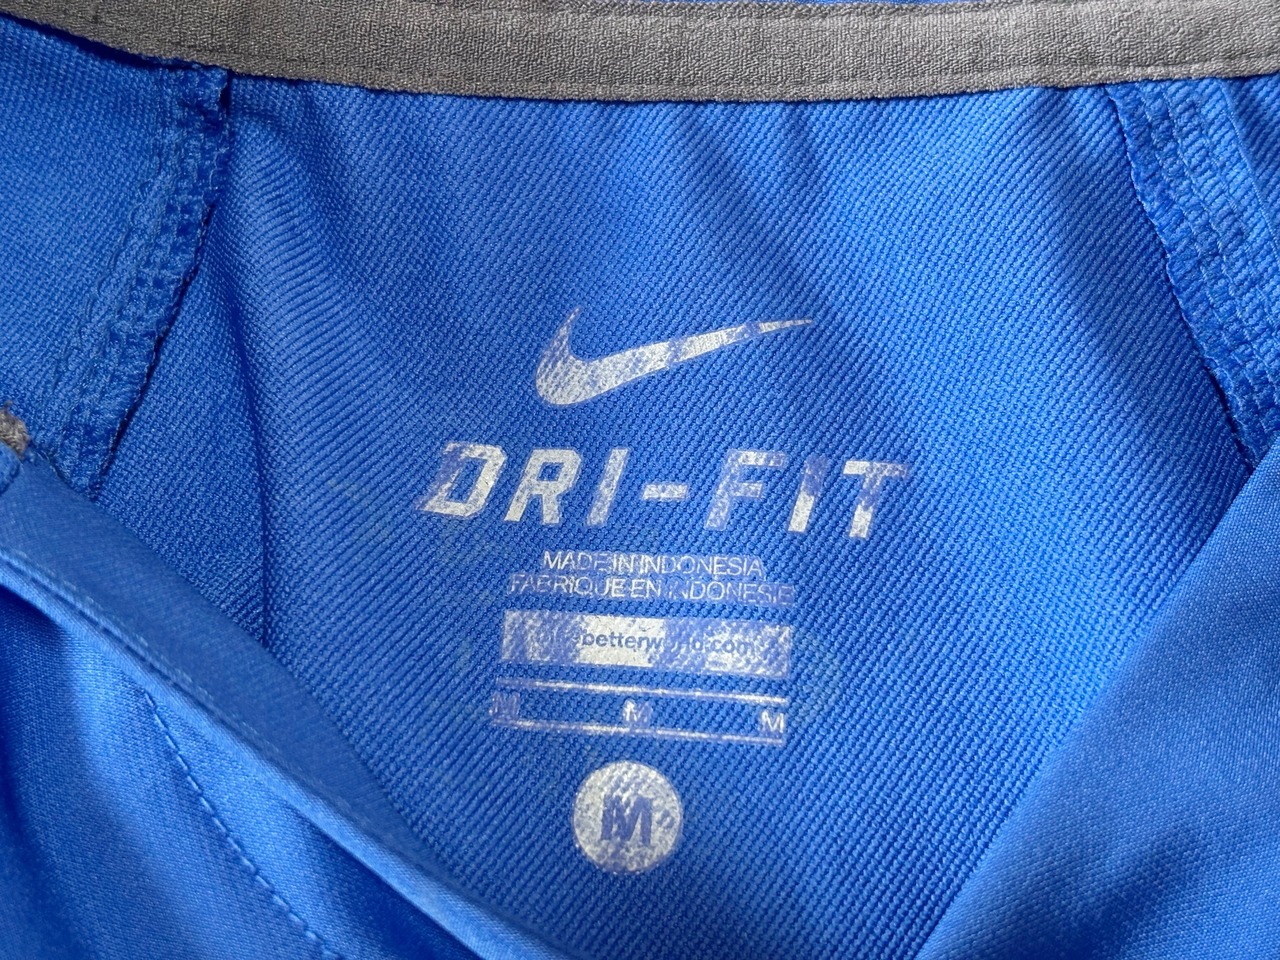 DRI-FIT
MADE IN INDONESIA
FABRIQUE EN INDONESIE
M M M
M